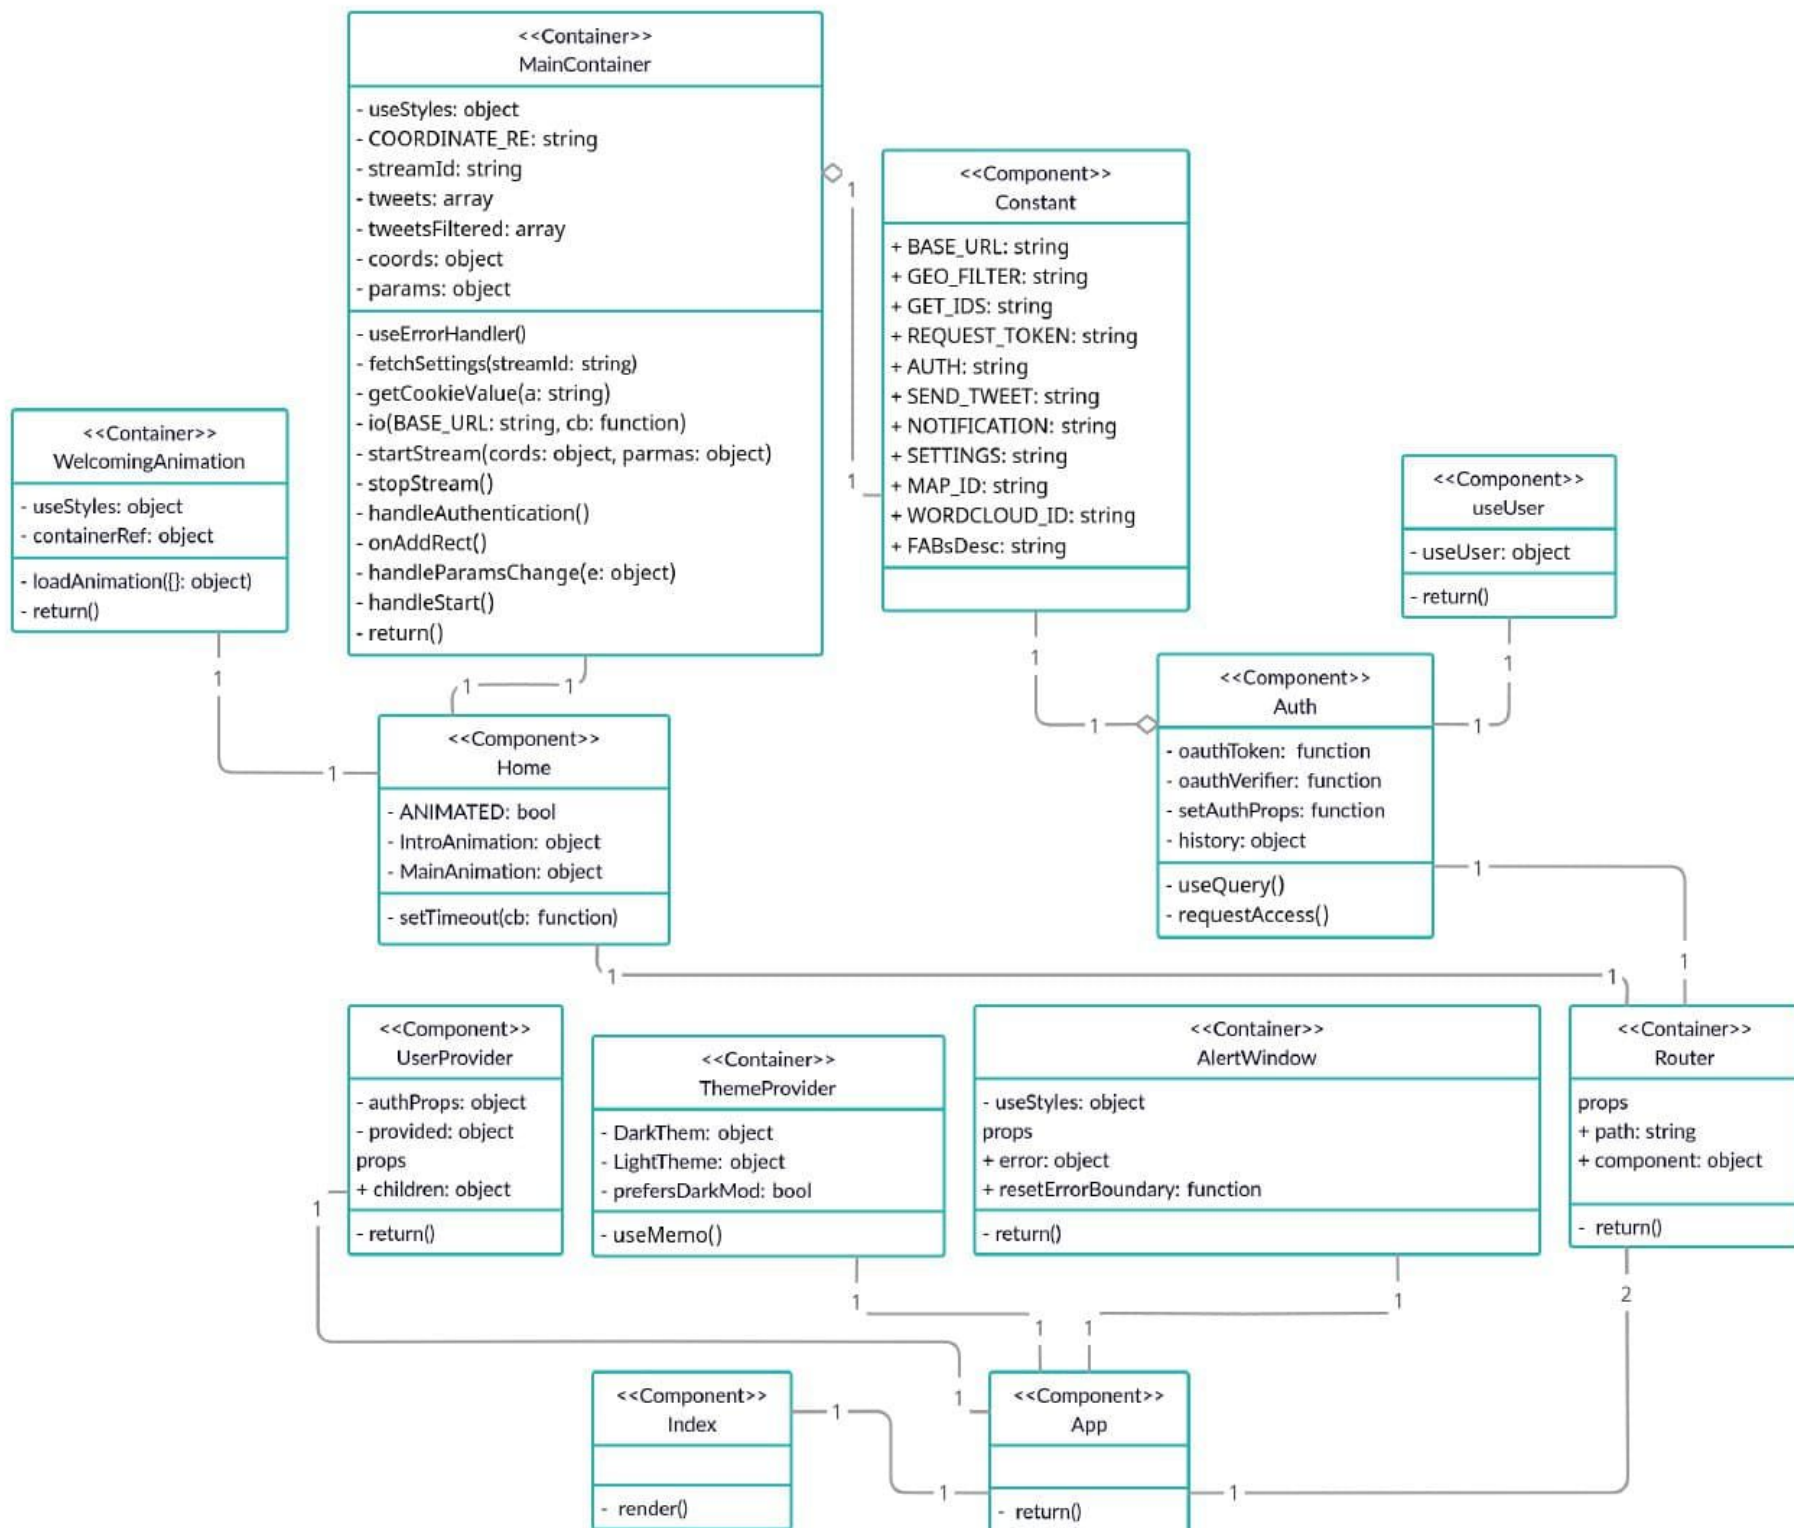 <<Container>>
MainContainer
- useStyles: object
- COORDINATE_RE: string
- streamId: string
- tweets: array
- tweetsFiltered: array
- coords: object
- params: object
- useErrorHandler()
- fetchSettings(streamId: string)
- getCookieValue(a: string)
- io(BASE_URL: string, cb: function)
- startStream(cords: object, parmas: object)
- stopStream()
- handleAuthentication()
- onAddRect()
- handleParamsChange(e: object)
- handleStart()
- return()
1
1
<<Component>>
Constant
+ BASE_URL: string
+ GEO_FILTER: string
+ GET_IDS: string
+ REQUEST_TOKEN: string
+ AUTH: string
+ SEND_TWEET: string
+ NOTIFICATION: string
+ SETTINGS: string
+ MAP_ID: string
+ WORDCLOUD_ID: string
+ FABsDesc: string
<<Container>>
WelcomingAnimation
- useStyles: object
- containerRef: object
- loadAnimation({}: object)
- return()
1
1
<<Component>>
useUser
- useUser: object
- return()
1
1
1
1
1
1
<<Component>>
Home
- ANIMATED: bool
- IntroAnimation: object
- MainAnimation: object
- setTimeout(cb: function)
<<Component>>
Auth
- oauthToken: function
- oauthVerifier: function
- setAuthProps: function
- history: object
- useQuery()
- requestAccess()
1
1
1
1
<<Component>>
UserProvider
- authProps: object
- provided: object
props
+ children: object
- return()
1
<<Container>>
ThemeProvider
- DarkThem: object
- LightTheme: object
- prefersDarkMod: bool
- useMemo()
<<Container>>
AlertWindow
- useStyles: object
props
+ error: object
+ resetErrorBoundary: function
- return()
<<Container>>
Router
props
+ path: string
+ component: object
- return()
1
1
2
1
1
1
<<Component>>
Index
- render()
1
1
<<Component>>
App
- return()
1